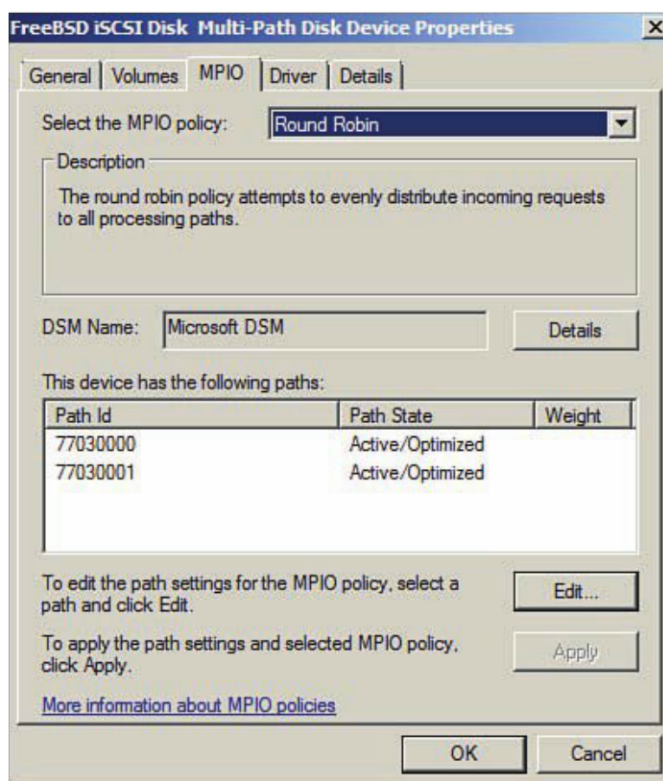 FreeBSD iSCSI Disk Multi-Path Disk Device Properties
General Volumes MPIO Driver Details
Select the MPIO policy: Round Robin
Description
The round robin policy attempts to evenly distribute incoming requests
to all processing paths.
DSM Name: Microsoft DSM Details
This device has the following paths:
Path Id Path State Weight
77030000 Active/Optimized
77030001 Active/Optimized
To edit the path settings for the MPIO policy, select a
path and click Edit.
Edit...
To apply the path settings and selected MPIO policy,
click Apply.
Apply
More information about MPIO policies
OK Cancel